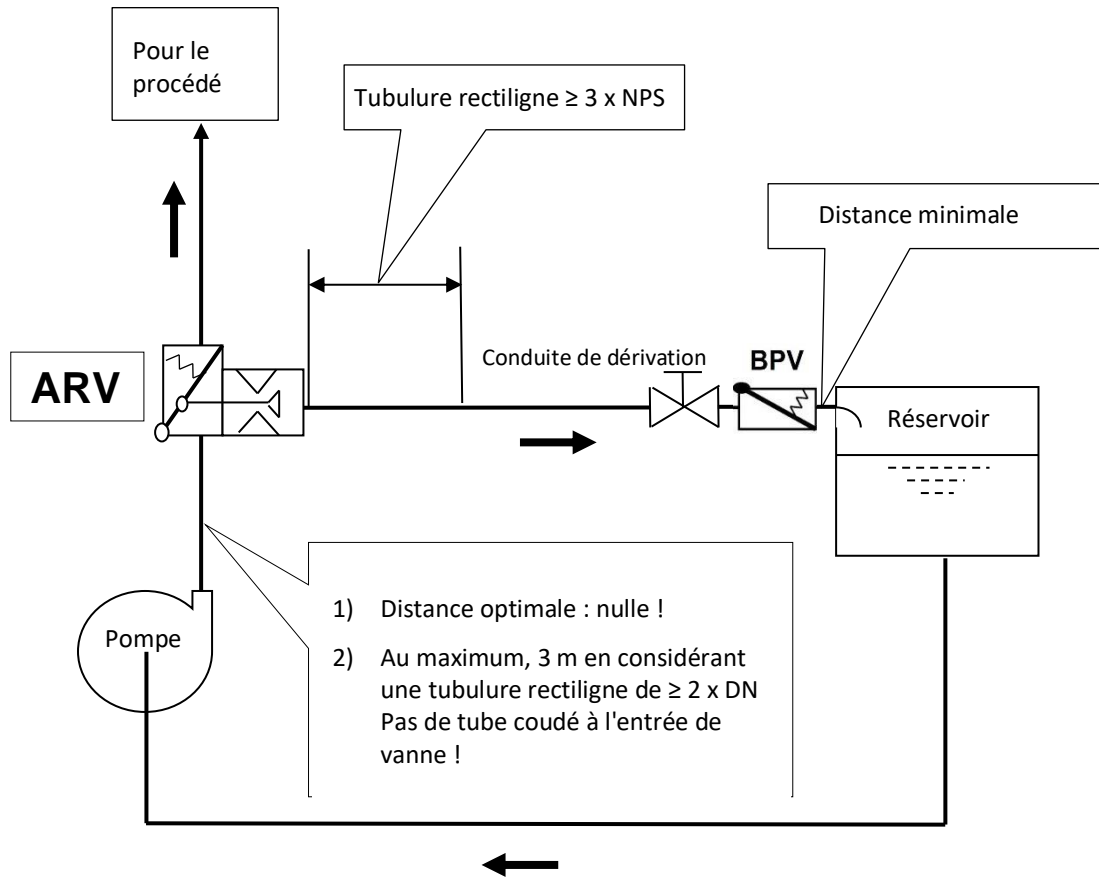 Pour le
procédé
Tubulure rectiligne ≥ 3 x NPS
Distance minimale
ARV
Conduite de dérivation
BPV
Réservoir
Pompe
1) Distance optimale : nulle !
2) Au maximum, 3 m en considérant
une tubulure rectiligne de ≥ 2 x DN
Pas de tube coudé à l'entrée de
vanne !